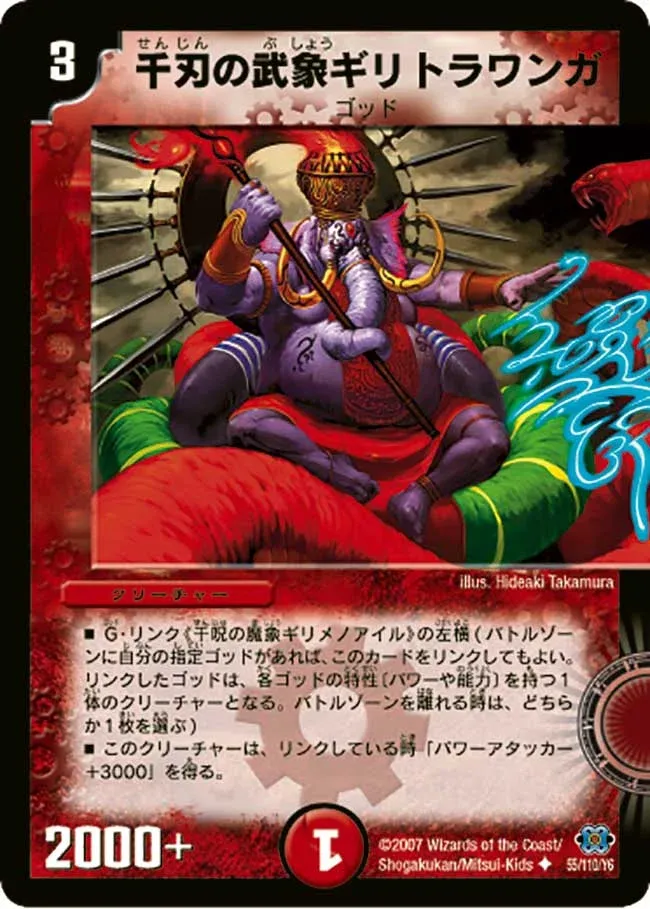 3
千刃の武象ギリトラワンガ
せんじん ぶしょう
ゴッド
illus. Hideaki Takamura
クリーチャー
■ G・リンク《千呪の魔象ギリメノアイル》の左横（バトルゾー
ンに自分の指定ゴッドがあれば、このカードをリンクしてもよい。
リンクしたゴッドは、各ゴッドの特性〔パワーや能力〕を持つ１
体のクリーチャーとなる。バトルゾーンを離れる時は、どちら
か１枚を選ぶ）
■ このクリーチャーは、リンクしている時「パワーアタッカー
＋3000」を得る。
2000+
1
©2007 Wizards of the Coast/
Shogakukan/Mitsui-Kids ◆ 55/110/Y6